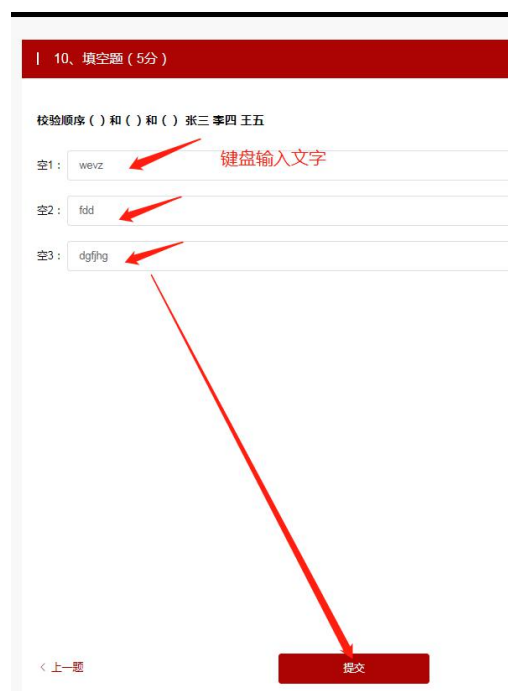 10、填空题（5分）
校验顺序 ( ) 和 ( ) 和 ( ) 张三 李四 王五
键盘输入文字
空1： wevz
空2： fdd
空3： dgfjhg
< 上一题
提交